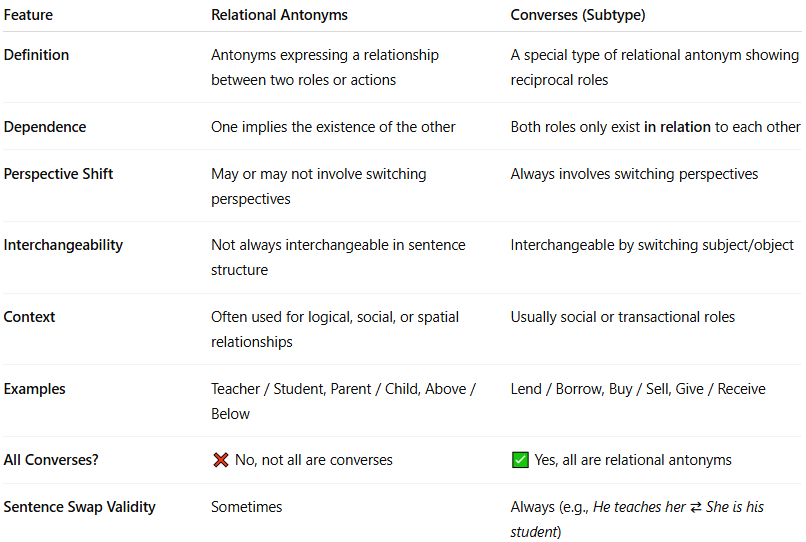 Feature Relational Antonyms Converses (Subtype)
Definition Antonyms expressing a relationship A special type of relational antonym showing
between two roles or actions reciprocal roles
Dependence One implies the existence of the other Both roles only exist in relation to each other
Perspective Shift May or may not involve switching Always involves switching perspectives
perspectives
Interchangeability Not always interchangeable in sentence Interchangeable by switching subject/object
structure
Context Often used for logical, social, or spatial Usually social or transactional roles
relationships
Examples Teacher / Student, Parent / Child, Above / Lend / Borrow, Buy / Sell, Give / Receive
Below
All Converses? ❌ No, not all are converses ✅ Yes, all are relational antonyms
Sentence Swap Validity Sometimes Always (e.g., He teaches her ⇄ She is his
student)